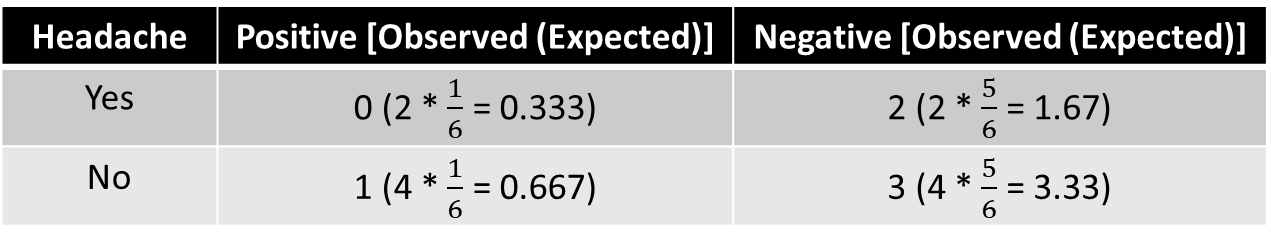 Headache Positive [Observed (Expected)] Negative [Observed (Expected)]
Yes 0 (2 * 1/6 = 0.333) 2 (2 * 5/6 = 1.67)
No 1 (4 * 1/6 = 0.667) 3 (4 * 5/6 = 3.33)